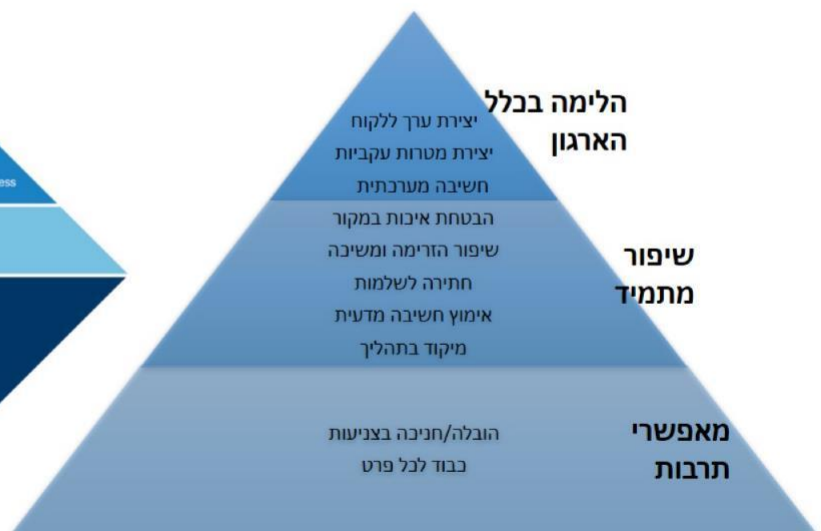 הלימה בכלל
הארגון
יצירת ערך ללקוח
יצירת מטרות עקביות
חשיבה מערכתית
שיפור
מתמיד
הבטחת איכות במקור
שיפור הזרימה ומשיכה
חתירה לשלמות
אימוץ חשיבה מדעית
מיקוד בתהליך
מאפשרי
תרבות
הובלה/חניכה בצניעות
כבוד לכל פרט
ess